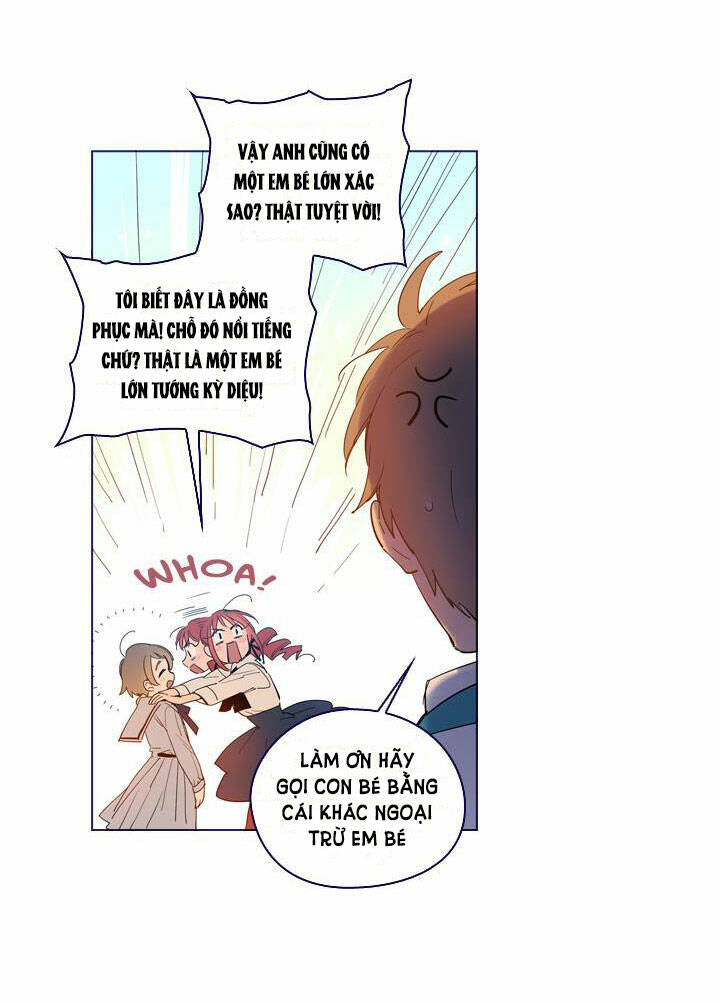 VẬY ANH CŨNG CÓ
MỘT EM BÉ LỚN XÁC
SAO? THẬT TUYỆT VỜI!
TÔI BIẾT ĐÂY LÀ ĐỒNG
PHỤC MÀ! CHỖ ĐÓ NỔI TIẾNG
CHỨ? THẬT LÀ MỘT EM BÉ
LỚN TƯỚNG KỲ DIỆU!
WHOA!
LÀM ƠN HÃY
GỌI CON BÉ BẰNG
CÁI KHÁC NGOẠI
TRỪ EM BÉ